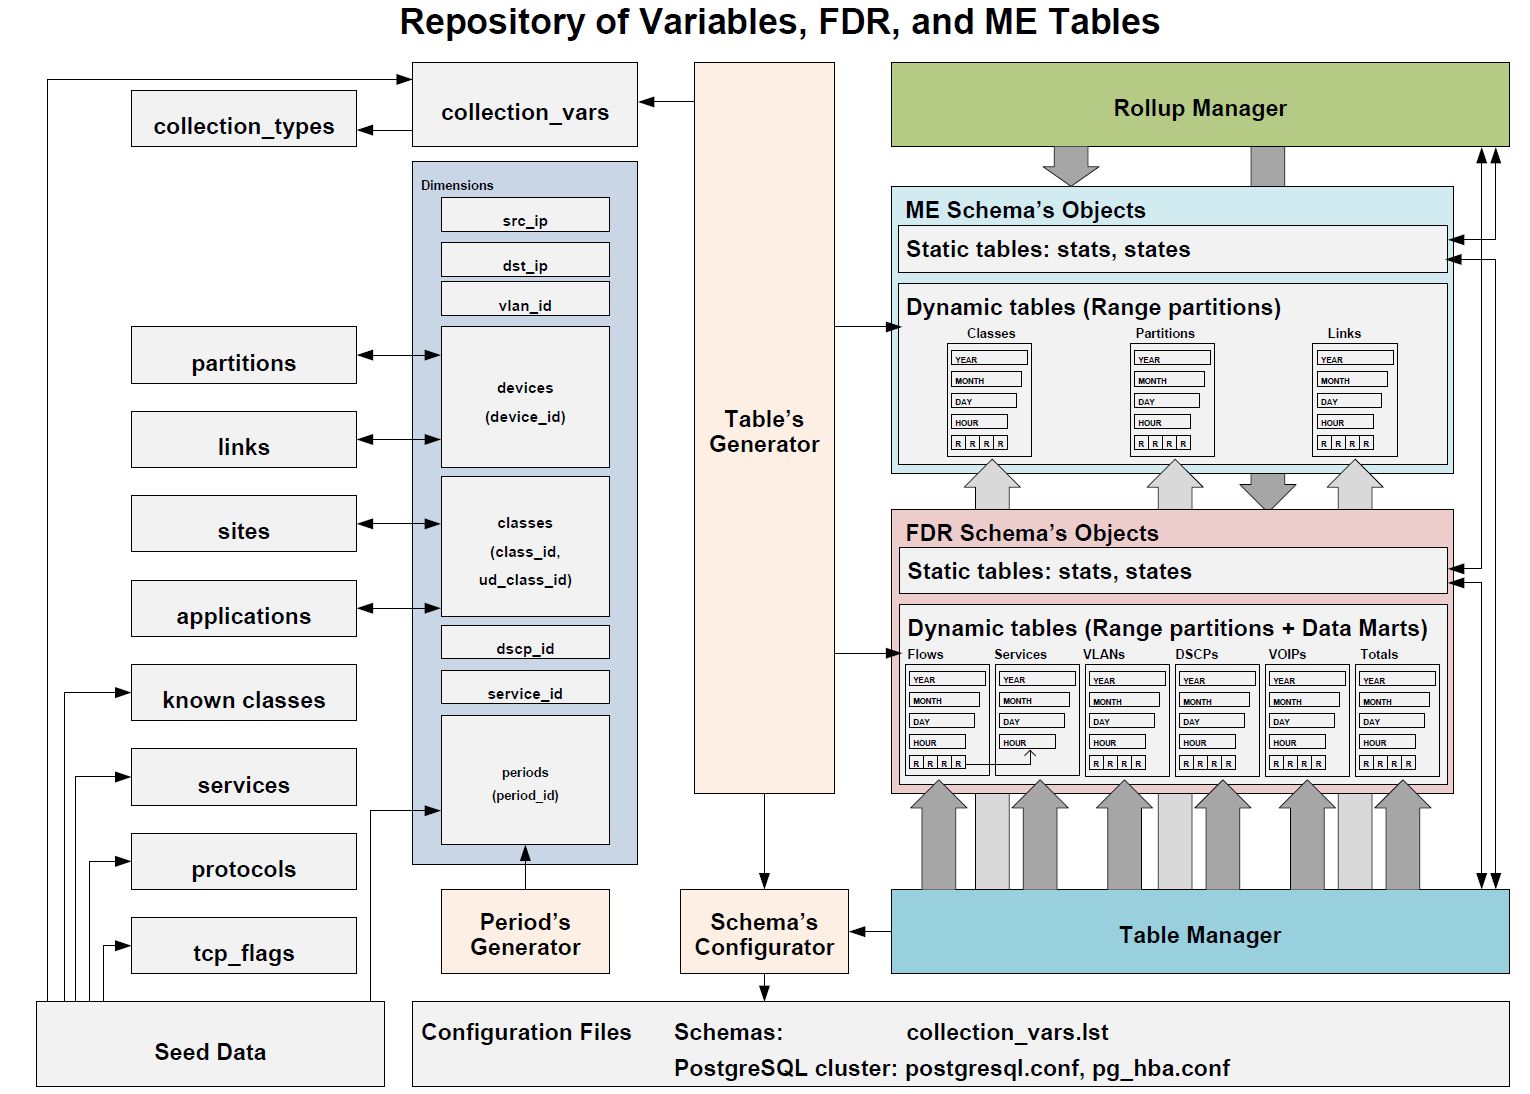 Repository of Variables, FDR, and ME Tables
collection_types
collection_vars
Dimensions
src_ip
dst_ip
vlan_id
devices
(device_id)
classes
(class_id,
ud_class_id)
dscp_id
service_id
periods
(period_id)
partitions
links
sites
applications
known classes
services
protocols
tcp_flags
Seed Data
Period's
Generator
Table's
Generator
Schema's
Configurator
Rollup Manager
ME Schema's Objects
Static tables: stats, states
Dynamic tables (Range partitions)
Classes Partitions Links
YEAR YEAR YEAR
MONTH MONTH MONTH
DAY DAY DAY
HOUR HOUR HOUR
R R R R R R R R R R R R
FDR Schema's Objects
Static tables: stats, states
Dynamic tables (Range partitions + Data Marts)
Flows Services VLANs DSCPs VOIPs Totals
YEAR YEAR YEAR YEAR YEAR YEAR
MONTH MONTH MONTH MONTH MONTH MONTH
DAY DAY DAY DAY DAY DAY
HOUR HOUR HOUR HOUR HOUR HOUR
R R R R R R R R R R R R R R R R R R R R
Table Manager
Configuration Files Schemas: collection_vars.lst
PostgreSQL cluster: postgresql.conf, pg_hba.conf